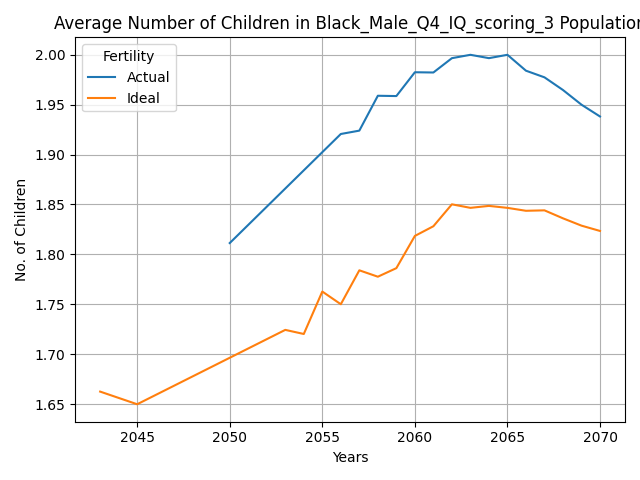 Average Number of Children in Black_Male_Q4_IQ_scoring_3 Population
Fertility
Actual
Ideal
2.00
1.95
1.90
1.85
1.80
1.75
1.70
1.65
No. of Children
2045
2050
2055
2060
2065
2070
Years